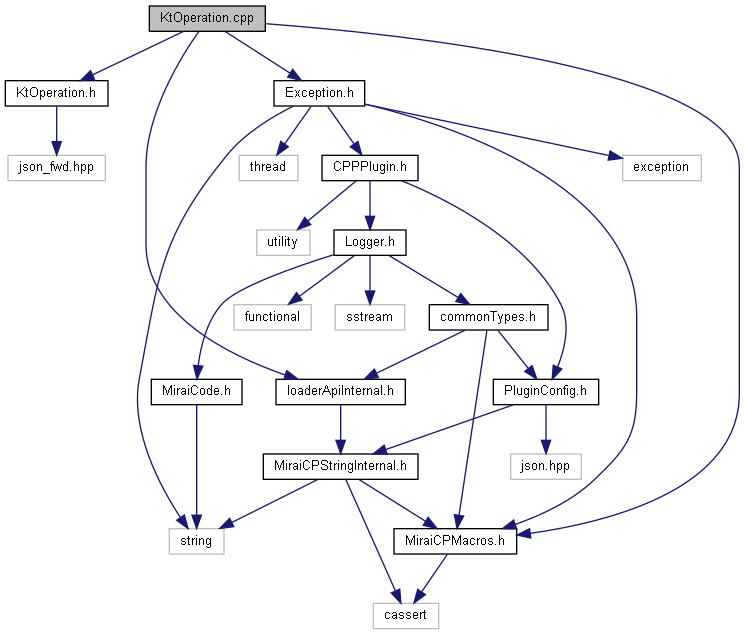 KtOperation.cpp
KtOperation.h
Exception.h
json_fwd.hpp
thread
CPPPlugin.h
exception
utility
Logger.h
functional
sstream
commonTypes.h
MiraiCode.h
loaderApiInternal.h
PluginConfig.h
MiraiCPStringInternal.h
json.hpp
string
MiraiCPMacros.h
cassert